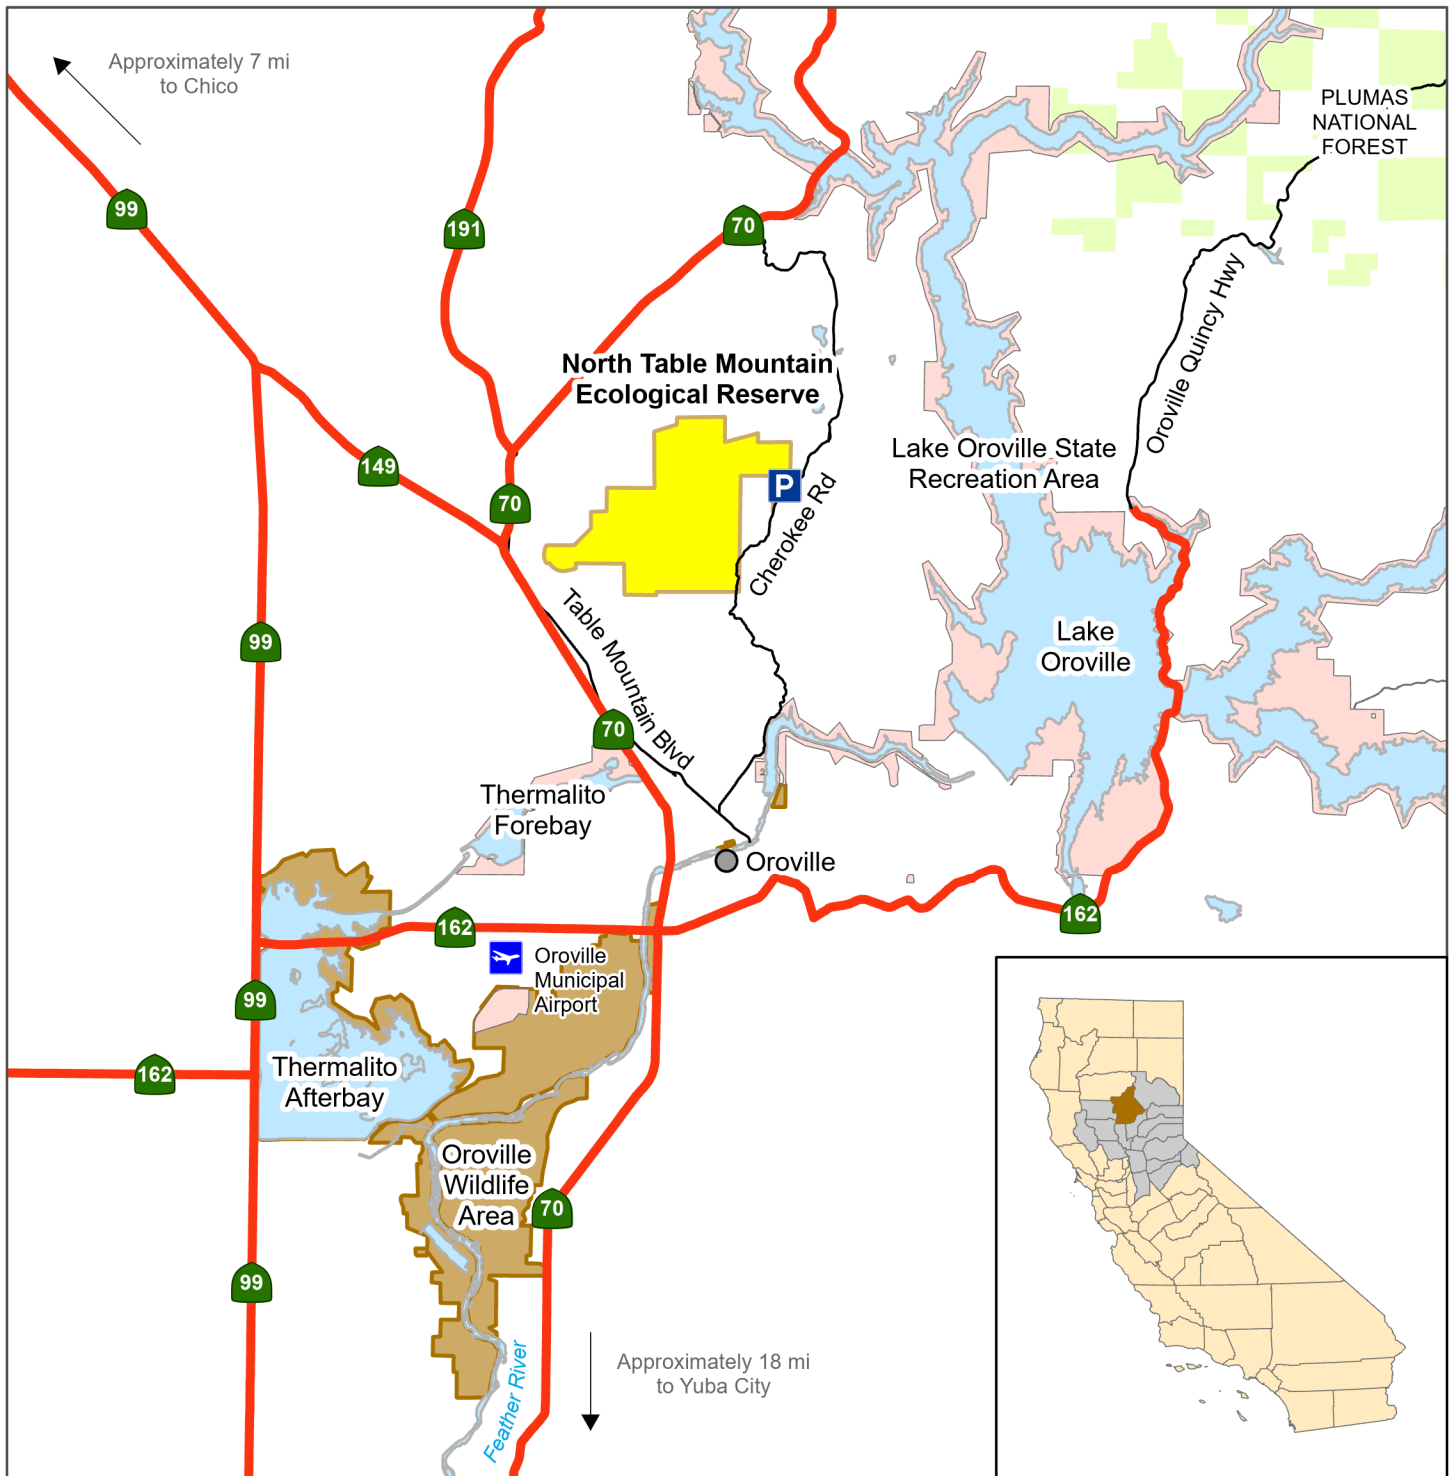 Approximately 7 mi
to Chico
PLUMAS
NATIONAL
FOREST
99
191
70
Oroville Quincy Hwy
North Table Mountain
Ecological Reserve
149
Lake Oroville State
Recreation Area
70
P
Cherokee Rd
99
Lake
Oroville
Table Mountain Blvd
70
Thermalito
Forebay
Oroville
162
162
Oroville
Municipal
Airport
99
162
Thermalito
Afterbay
Oroville
Wildlife
Area
70
99
Feather River
Approximately 18 mi
to Yuba City